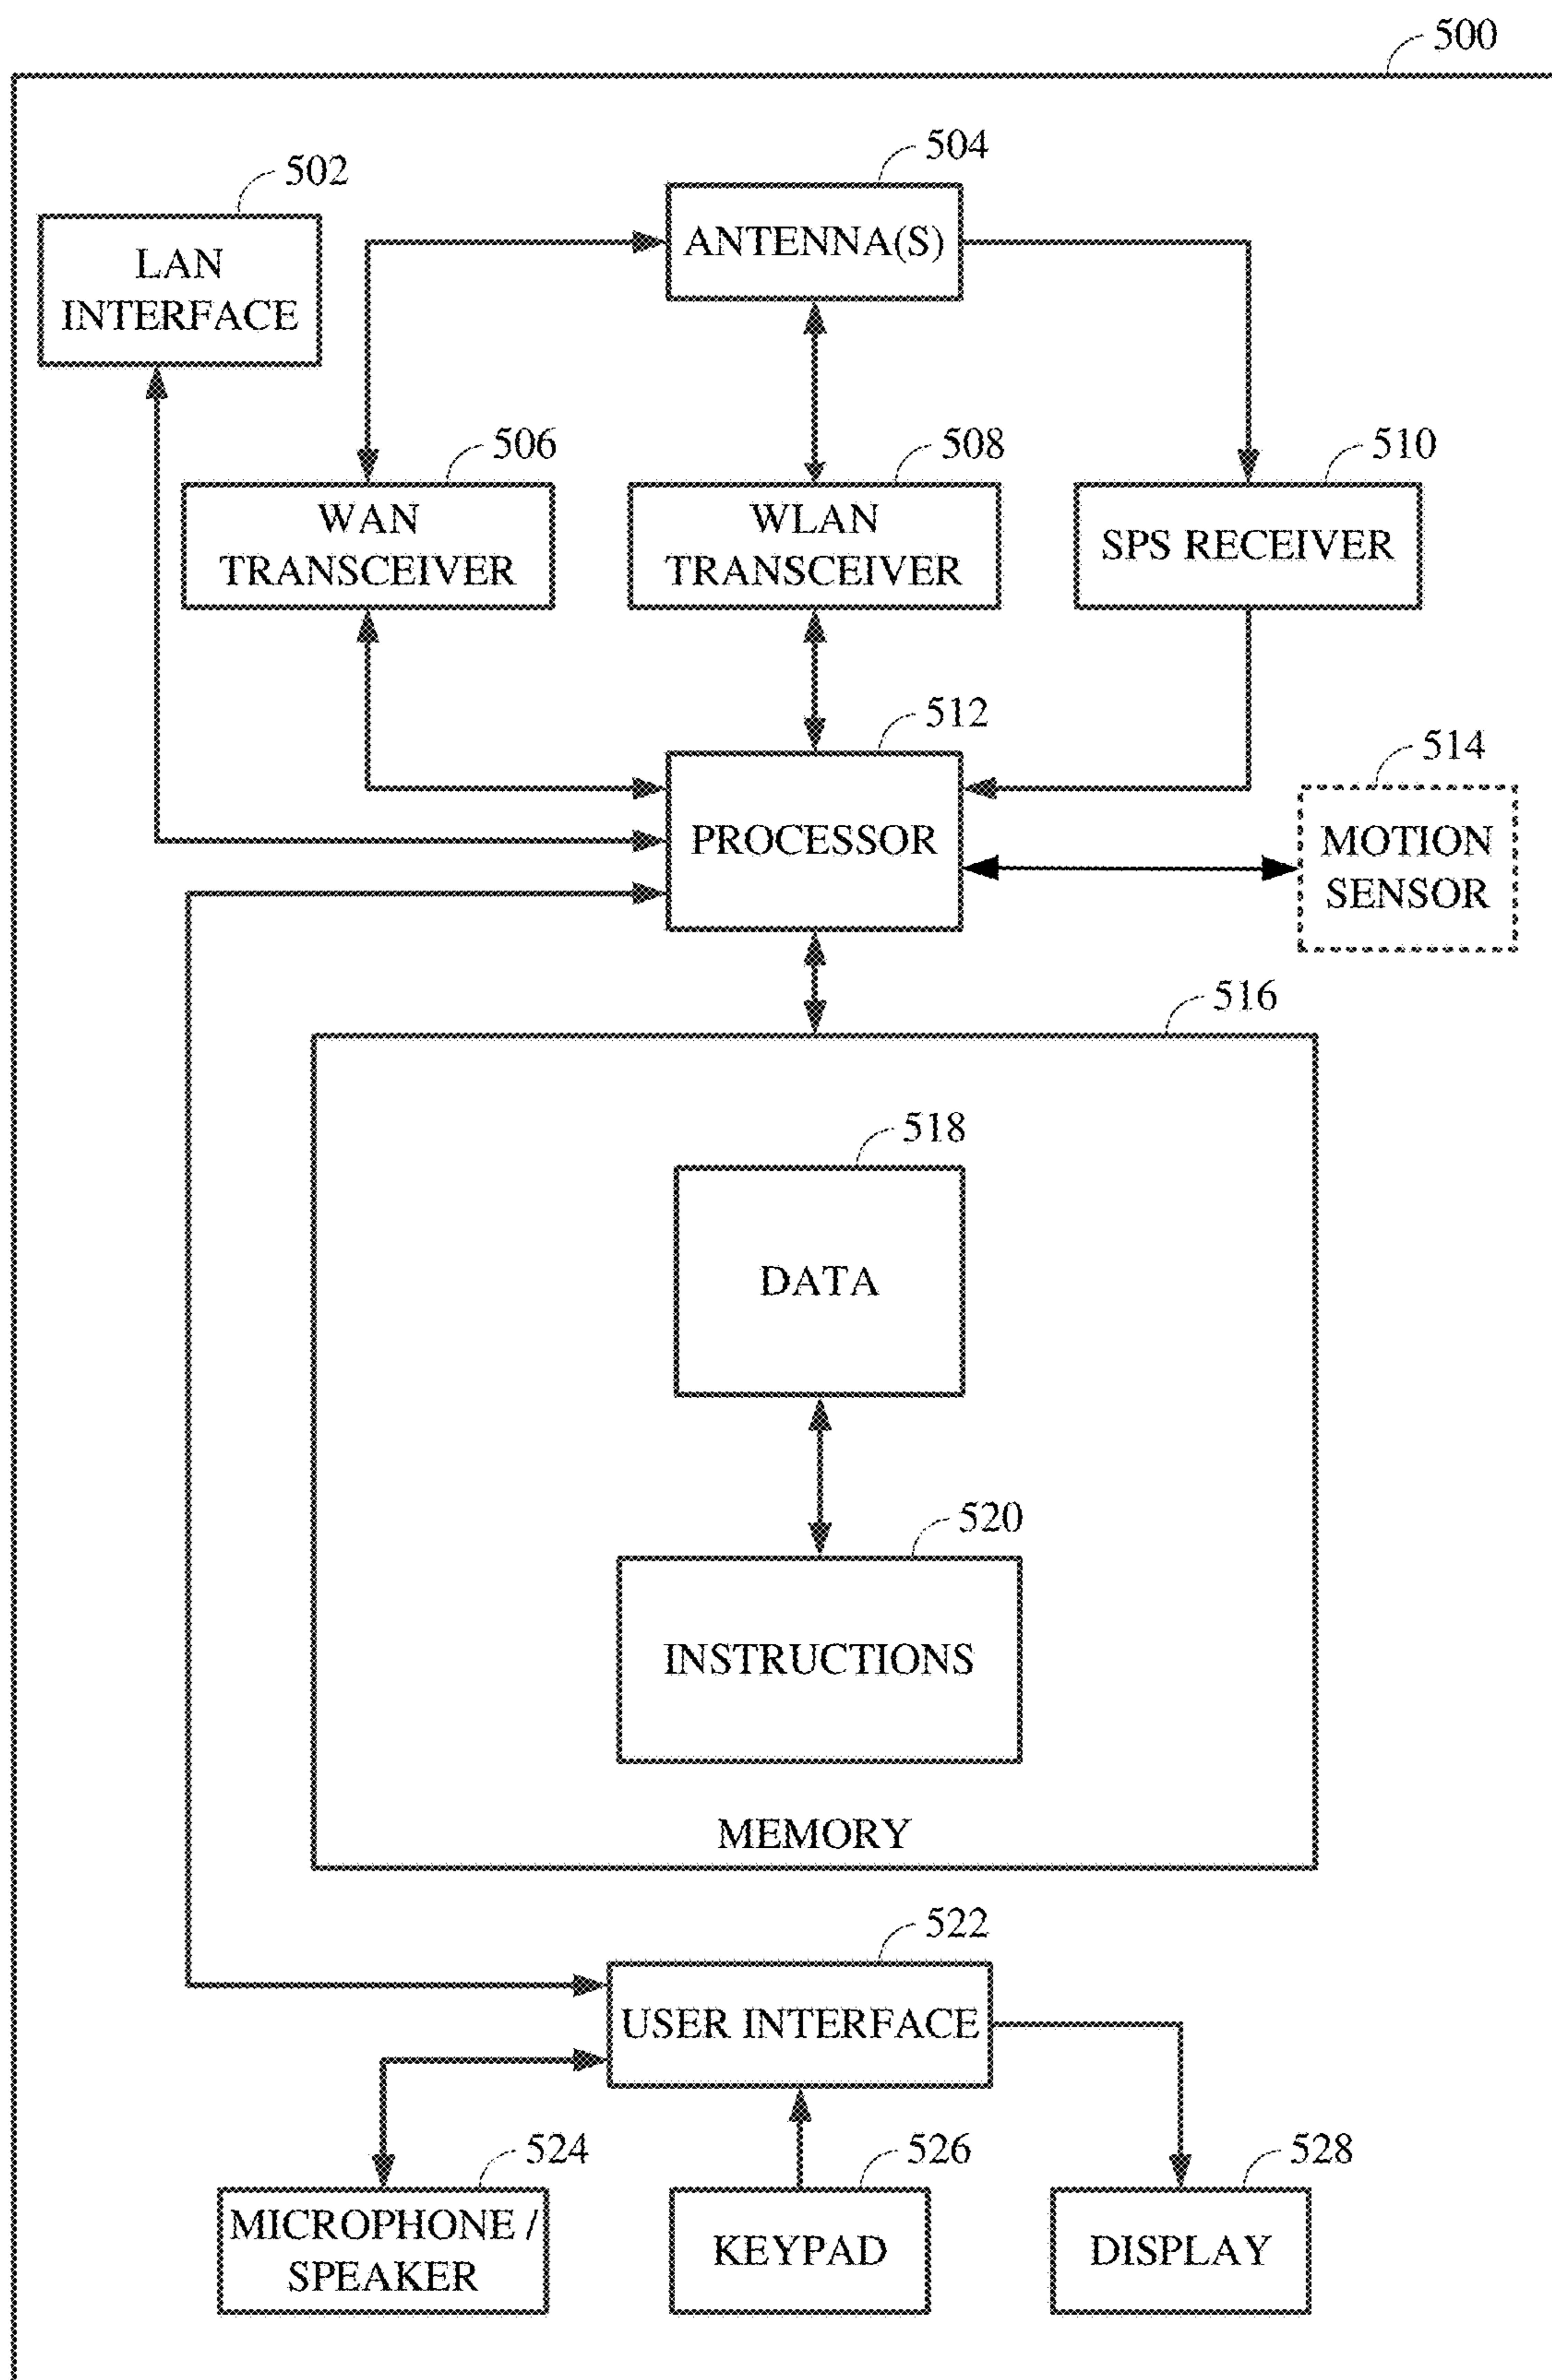 500
504
502
ANTENNA(S)
LAN
INTERFACE
506
508
510
WAN
TRANSCEIVER
WLAN
TRANSCEIVER
SPS RECEIVER
512
514
PROCESSOR
MOTION
SENSOR
516
518
DATA
520
INSTRUCTIONS
MEMORY
522
USER INTERFACE
524
526
528
MICROPHONE /
SPEAKER
KEYPAD
DISPLAY